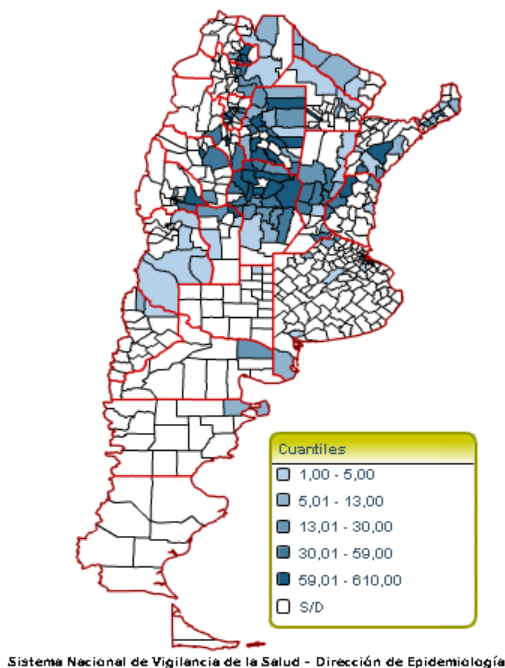 Cuantiles
1,00 - 5,00
5,01 - 13,00
13,01 - 30,00
30,01 - 59,00
59,01 - 610,00
S/D
Sistema Nacional de Vigilancia de la Salud - Dirección de Epidemiología